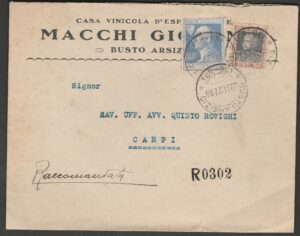 CASA VINICOLA D'ESP
MACCHI GIO
BUSTO ARSIZ
Signor
CAV. UFF. AVV. QUINTO ROVIGHI
CARPI
Raccomandata
R0302